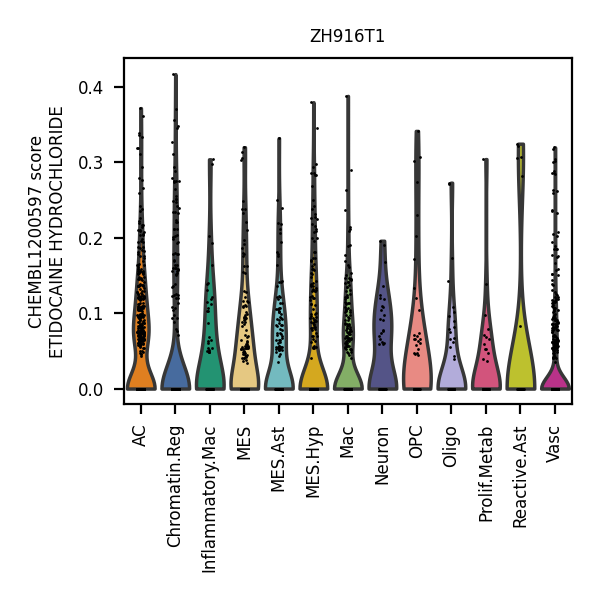 ZH916T1
CHEMBL1200597 score
ETIDOCAINE HYDROCHLORIDE
0.4
0.3
0.2
0.1
0.0
AC
Chromatin.Reg
Inflammatory.Mac
MES
MES.Ast
MES.Hyp
Mac
Neuron
OPC
Oligo
Prolif.Metab
Reactive.Ast
Vasc